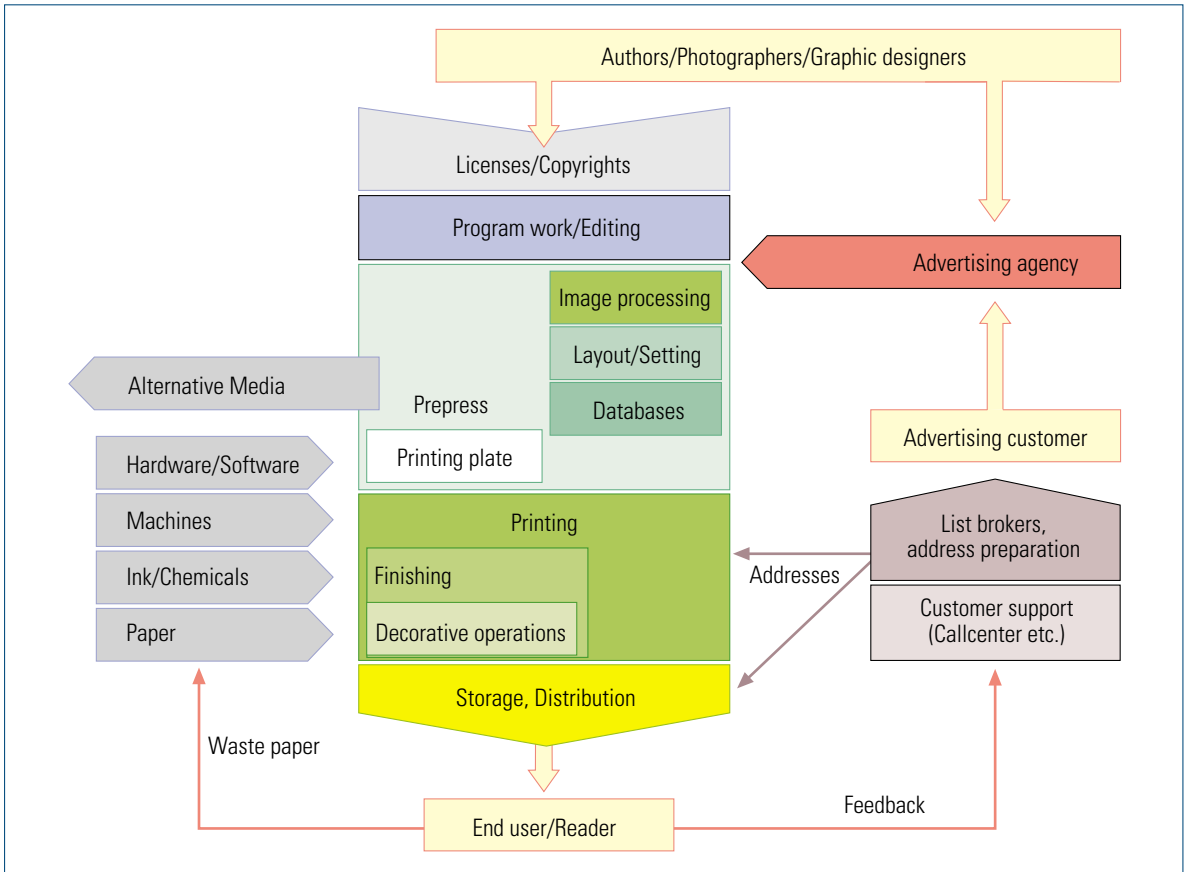 Authors/Photographers/Graphic designers
Licenses/Copyrights
Program work/Editing
Advertising agency
Image processing
Layout/Setting
Databases
Prepress
Printing plate
Alternative Media
Hardware/Software
Machines
Ink/Chemicals
Paper
Advertising customer
Printing
Finishing
Decorative operations
Addresses
List brokers,
address preparation
Customer support
(Callcenter etc.)
Storage, Distribution
Waste paper
End user/Reader
Feedback